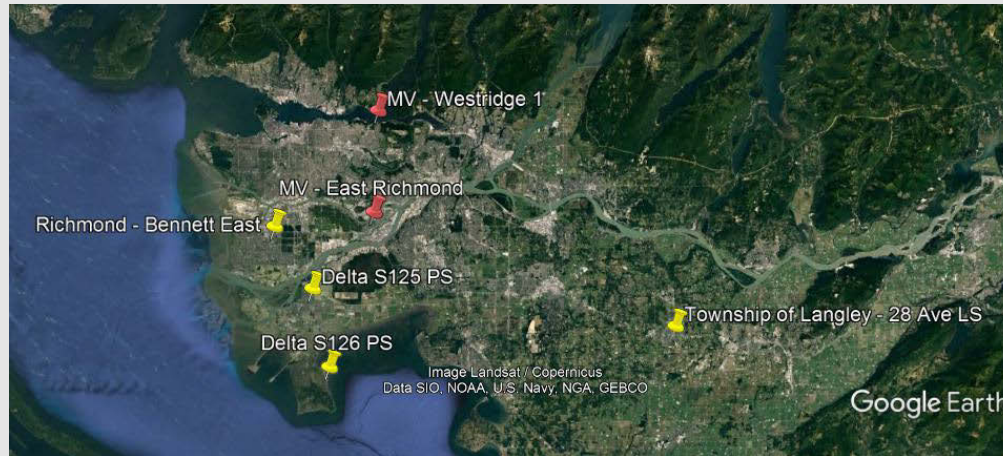 MV - Westridge 1
MV - East Richmond
Richmond - Bennett East
Delta S125 PS
Township of Langley - 28 Ave LS
Delta S126 PS
Image Landsat / Copernicus
Data SIO, NOAA, U.S. Navy, NGA, GEBCO
Google Earth